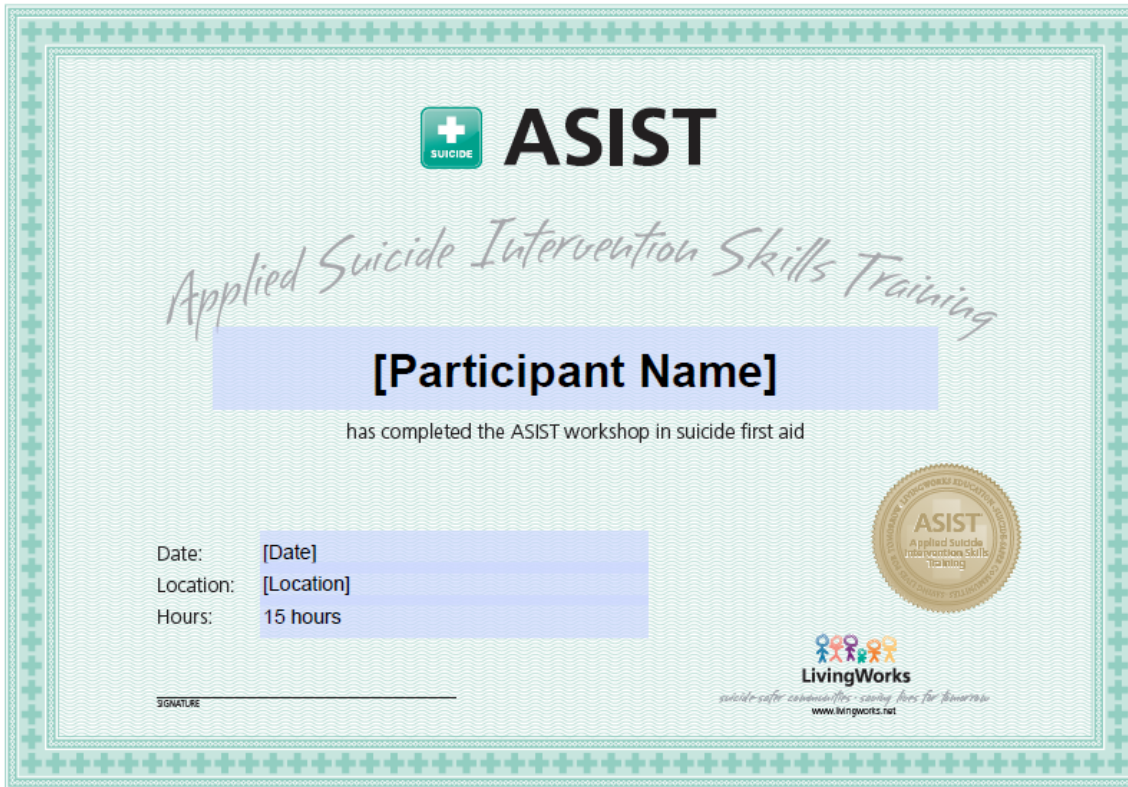 SUICIDE
ASIST
Applied Suicide Intervention Skills Training
[Participant Name]
has completed the ASIST workshop in suicide first aid
Date: [Date]
Location: [Location]
Hours: 15 hours
SIGNATURE
ASIST
Applied Suicide
Intervention Skills
Training
LIVINGWORKS EDUCATION
LivingWorks
suicide-safer communities · saving lives for tomorrow
www.livingworks.net